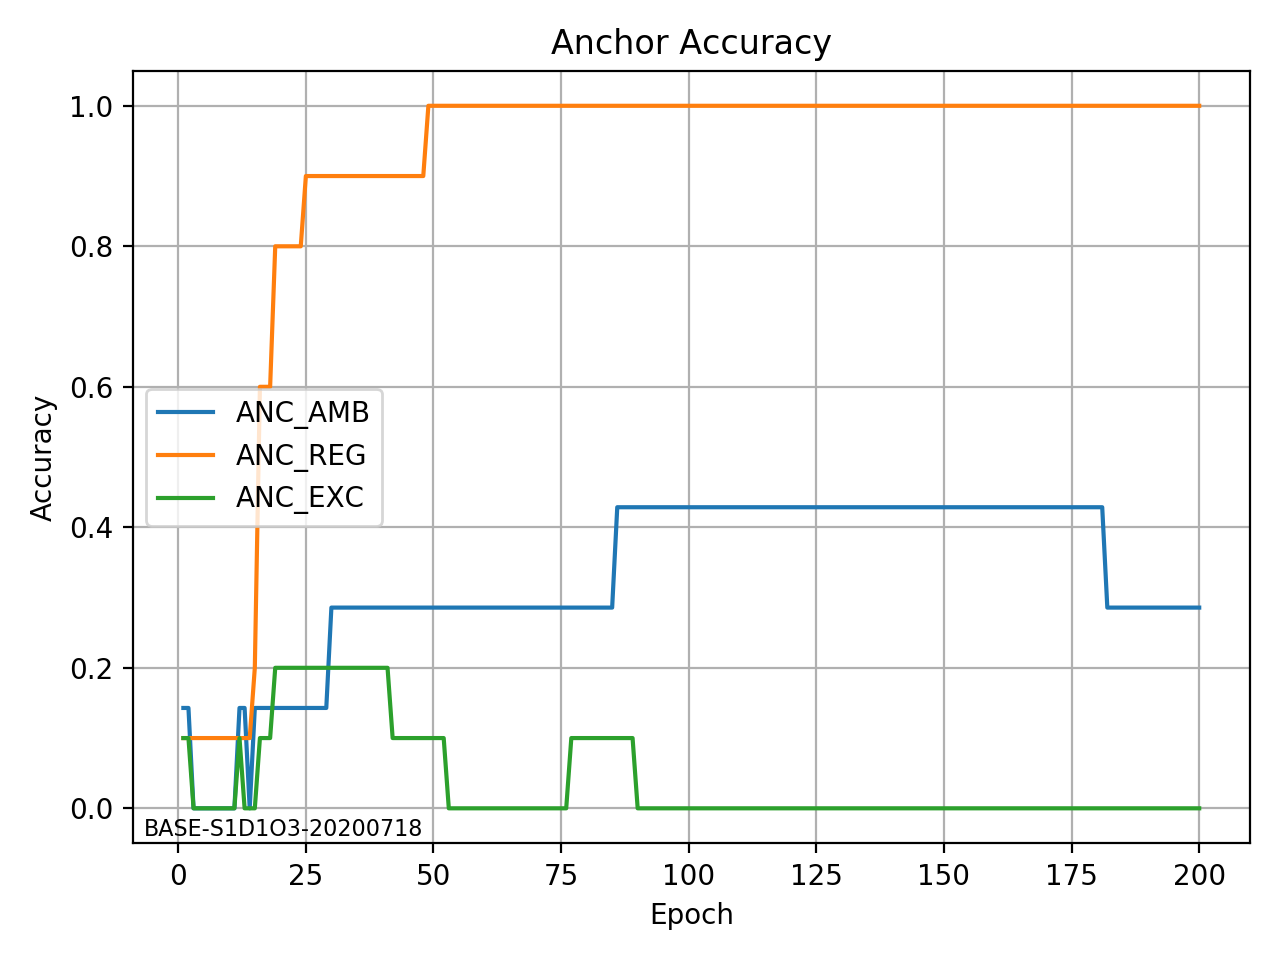 Anchor Accuracy
Accuracy
1.0
0.8
0.6
0.4
0.2
0.0
ANC_AMB
ANC_REG
ANC_EXC
BASE-S1D1O3-20200718
0 25 50 75 100 125 150 175 200
Epoch